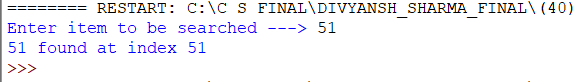 ======== RESTART: C:\C S FINAL\DIVYANSH_SHARMA_FINAL\(40)
Enter item to be searched ---> 51
51 found at index 51
>>>